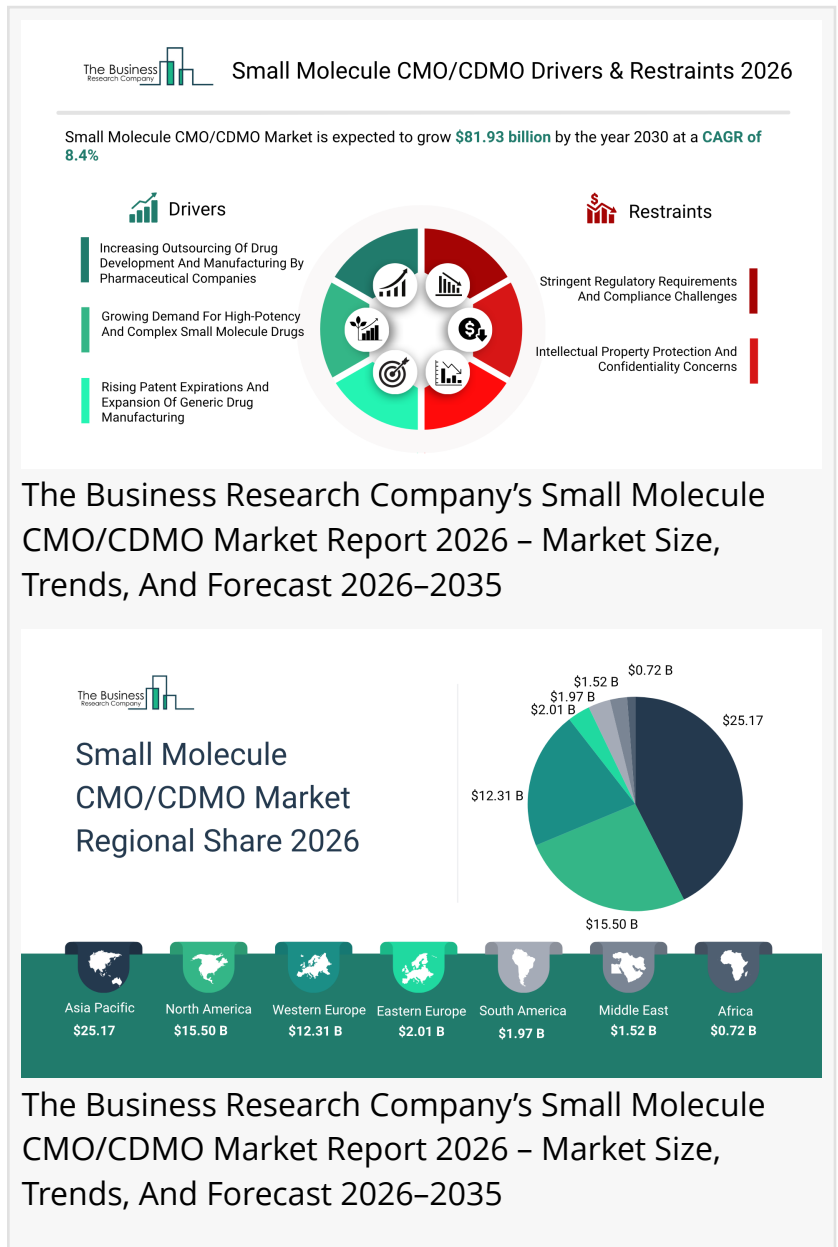 The Business
Research Company
Small Molecule CMO/CDMO Drivers & Restraints 2026
Small Molecule CMO/CDMO Market is expected to grow $81.93 billion by the year 2030 at a CAGR of
8.4%
Drivers
Increasing Outsourcing Of Drug
Development And Manufacturing By
Pharmaceutical Companies
Growing Demand For High-Potency
And Complex Small Molecule Drugs
Rising Patent Expirations And
Expansion Of Generic Drug
Manufacturing
Restraints
Stringent Regulatory Requirements
And Compliance Challenges
Intellectual Property Protection And
Confidentiality Concerns
The Business Research Company’s Small Molecule
CMO/CDMO Market Report 2026 – Market Size,
Trends, And Forecast 2026–2035
The Business
Research Company
Small Molecule
CMO/CDMO Market
Regional Share 2026
$0.72 B
$1.52 B
$1.97 B
$2.01 B
$25.17
$12.31 B
$15.50 B
Asia Pacific
$25.17
North America
$15.50 B
Western Europe
$12.31 B
Eastern Europe
$2.01 B
South America
$1.97 B
Middle East
$1.52 B
Africa
$0.72 B
The Business Research Company’s Small Molecule
CMO/CDMO Market Report 2026 – Market Size,
Trends, And Forecast 2026–2035